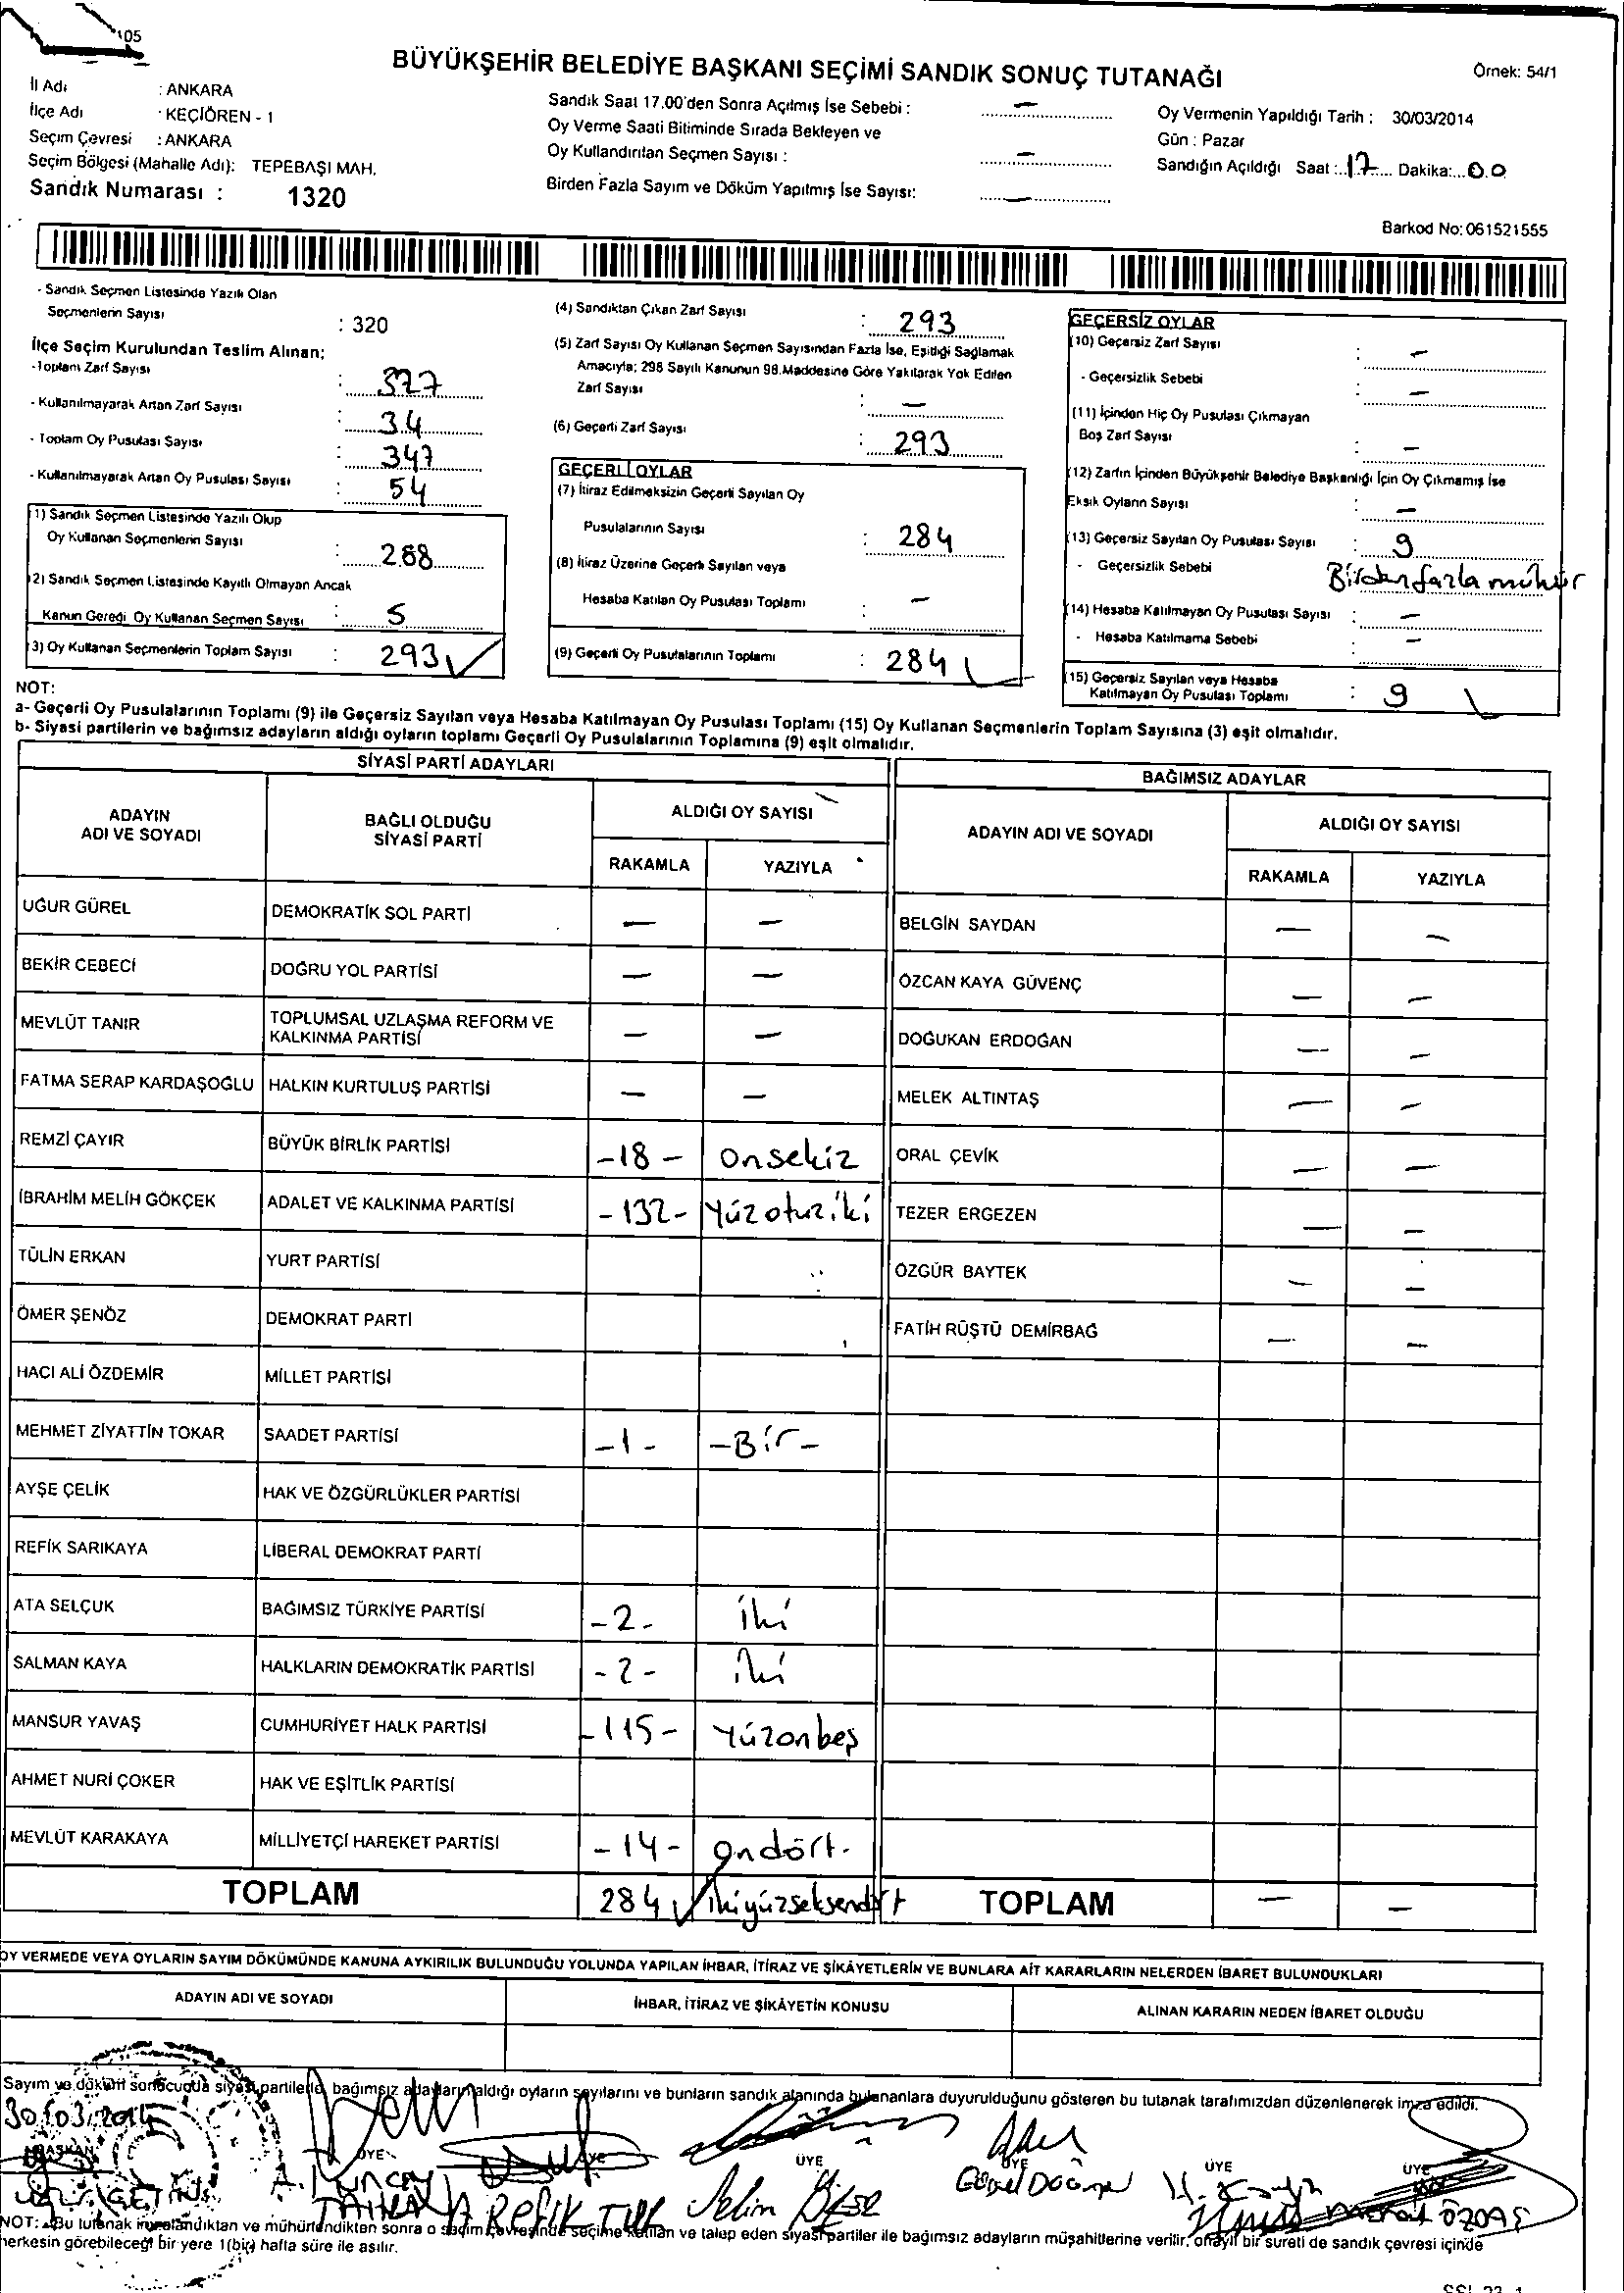 105
BÜYÜKŞEHİR BELEDİYE BAŞKANI SEÇİMİ SANDIK SONUÇ TUTANAĞI
Örnek: 54/1
İl Adı : ANKARA
İlçe Adı : KEÇİÖREN - 1
Seçim Çevresi : ANKARA
Seçim Bölgesi (Mahalle Adı): TEPEBAŞI MAH.
Sandık Numarası : 1320
Sandık Saat 17.00'den Sonra Açılmış İse Sebebi : —
Oy Verme Saati Bitiminde Sırada Bekleyen ve
Oy Kullandırılan Seçmen Sayısı : —
Birden Fazla Sayım ve Döküm Yapılmış İse Sayısı: —
Oy Vermenin Yapıldığı Tarih : 30/03/2014
Gün : Pazar
Sandığın Açıldığı Saat :..17.... Dakika:...00
Barkod No: 061521555
- Sandık Seçmen Listesinde Yazılı Olan
Seçmenlerin Sayısı : 320
İlçe Seçim Kurulundan Teslim Alınan;
-Toplam Zarf Sayısı : 327
- Kullanılmayarak Artan Zarf Sayısı : 34
- Toplam Oy Pusulası Sayısı : 347
- Kullanılmayarak Artan Oy Pusulası Sayısı : 54
(1) Sandık Seçmen Listesinde Yazılı Olup
Oy Kullanan Seçmenlerin Sayısı : 288
(2) Sandık Seçmen Listesinde Kayıtlı Olmayan Ancak
Kanun Gereği Oy Kullanan Seçmen Sayısı : 5
(3) Oy Kullanan Seçmenlerin Toplam Sayısı : 293
(4) Sandıktan Çıkan Zarf Sayısı : 293
(5) Zarf Sayısı Oy Kullanan Seçmen Sayısından Fazla İse, Eşitliği Sağlamak
Amacıyla; 298 Sayılı Kanunun 98.Maddesine Göre Yakılarak Yok Edilen
Zarf Sayısı : —
(6) Geçerli Zarf Sayısı : 293
GEÇERLİ OYLAR
(7) İtiraz Edilmeksizin Geçerli Sayılan Oy
Pusulalarının Sayısı : 284
(8) İtiraz Üzerine Geçerli Sayılan veya
Hesaba Katılan Oy Pusulası Toplamı : —
(9) Geçerli Oy Pusulalarının Toplamı : 284
GEÇERSİZ OYLAR
(10) Geçersiz Zarf Sayısı : —
- Geçersizlik Sebebi : —
(11) İçinden Hiç Oy Pusulası Çıkmayan
Boş Zarf Sayısı : —
(12) Zarfın İçinden Büyükşehir Belediye Başkanlığı İçin Oy Çıkmamış İse
Eksik Oyların Sayısı : —
(13) Geçersiz Sayılan Oy Pusulası Sayısı : 9
- Geçersizlik Sebebi Birden fazla mühür
(14) Hesaba Katılmayan Oy Pusulası Sayısı : —
- Hesaba Katılmama Sebebi : —
(15) Geçersiz Sayılan veya Hesaba
Katılmayan Oy Pusulası Toplamı : 9
NOT:
a- Geçerli Oy Pusulalarının Toplamı (9) ile Geçersiz Sayılan veya Hesaba Katılmayan Oy Pusulası Toplamı (15) Oy Kullanan Seçmenlerin Toplam Sayısına (3) eşit olmalıdır.
b- Siyasi partilerin ve bağımsız adayların aldığı oyların toplamı Geçerli Oy Pusulalarının Toplamına (9) eşit olmalıdır.
SİYASİ PARTİ ADAYLARI
ADAYIN ADI VE SOYADI BAĞLI OLDUĞU SİYASİ PARTİ ALDIĞI OY SAYISI
RAKAMLA YAZIYLA
UĞUR GÜREL DEMOKRATİK SOL PARTİ — —
BEKİR CEBECİ DOĞRU YOL PARTİSİ — —
MEVLÜT TANIR TOPLUMSAL UZLAŞMA REFORM VE KALKINMA PARTİSİ — —
FATMA SERAP KARDAŞOĞLU HALKIN KURTULUŞ PARTİSİ — —
REMZİ ÇAYIR BÜYÜK BİRLİK PARTİSİ -18- onsekiz
İBRAHİM MELİH GÖKÇEK ADALET VE KALKINMA PARTİSİ -132- Yüzotuziki
TÜLİN ERKAN YURT PARTİSİ
ÖMER ŞENÖZ DEMOKRAT PARTİ
HACI ALİ ÖZDEMİR MİLLET PARTİSİ
MEHMET ZİYATTİN TOKAR SAADET PARTİSİ -1- -Bir-
AYŞE ÇELİK HAK VE ÖZGÜRLÜKLER PARTİSİ
REFİK SARIKAYA LİBERAL DEMOKRAT PARTİ
ATA SELÇUK BAĞIMSIZ TÜRKİYE PARTİSİ -2- iki
SALMAN KAYA HALKLARIN DEMOKRATİK PARTİSİ -2- iki
MANSUR YAVAŞ CUMHURİYET HALK PARTİSİ -115- Yüzonbeş
AHMET NURİ ÇOKER HAK VE EŞİTLİK PARTİSİ
MEVLÜT KARAKAYA MİLLİYETÇİ HAREKET PARTİSİ -14- ondört.
TOPLAM 284 ikiyüzseksendört
BAĞIMSIZ ADAYLAR
ADAYIN ADI VE SOYADI ALDIĞI OY SAYISI
RAKAMLA YAZIYLA
BELGİN SAYDAN — —
ÖZCAN KAYA GÜVENÇ — —
DOĞUKAN ERDOĞAN — —
MELEK ALTINTAŞ — —
ORAL ÇEVİK — —
TEZER ERGEZEN — —
ÖZGÜR BAYTEK — —
FATİH RÜŞTÜ DEMİRBAĞ — —
TOPLAM — —
OY VERMEDE VEYA OYLARIN SAYIM DÖKÜMÜNDE KANUNA AYKIRILIK BULUNDUĞU YOLUNDA YAPILAN İHBAR, İTİRAZ VE ŞİKAYETLERİN VE BUNLARA AİT KARARLARIN NELERDEN İBARET BULUNDUKLARI
ADAYIN ADI VE SOYADI İHBAR, İTİRAZ VE ŞİKAYETİN KONUSU ALINAN KARARIN NEDEN İBARET OLDUĞU
Sayım ve döküm sonucunda siyasi partilerle, bağımsız adayların aldığı oyların sayılarını ve bunların sandık alanında bulunanlara duyurulduğunu gösteren bu tutanak tarafımızdan düzenlenerek imza edildi.
30/03/2014
BAŞKAN ÜYE ÜYE ÜYE ÜYE ÜYE ÜYE
REFİK TÜRK Selim
ÖZDAŞ
NOT: Bu tutanak imzalandıktan ve mühürlendikten sonra o seçim çevresinde seçime katılan ve talep eden siyasi partiler ile bağımsız adayların müşahitlerine verilir, onaylı bir sureti de sandık çevresi içinde
herkesin görebileceği bir yere 1(bir) hafta süre ile asılır.